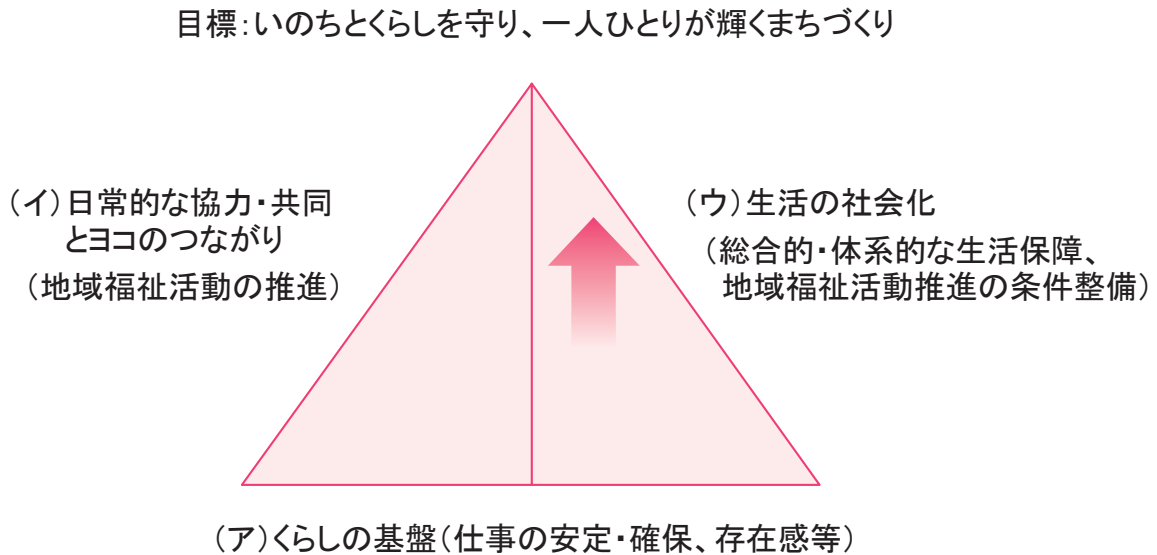 目標:いのちとくらしを守り、一人ひとりが輝くまちづくり
(イ)日常的な協力・共同
とヨコのつながり
(地域福祉活動の推進)
(ウ)生活の社会化
(総合的・体系的な生活保障、
地域福祉活動推進の条件整備)
(ア)くらしの基盤(仕事の安定・確保、存在感等)